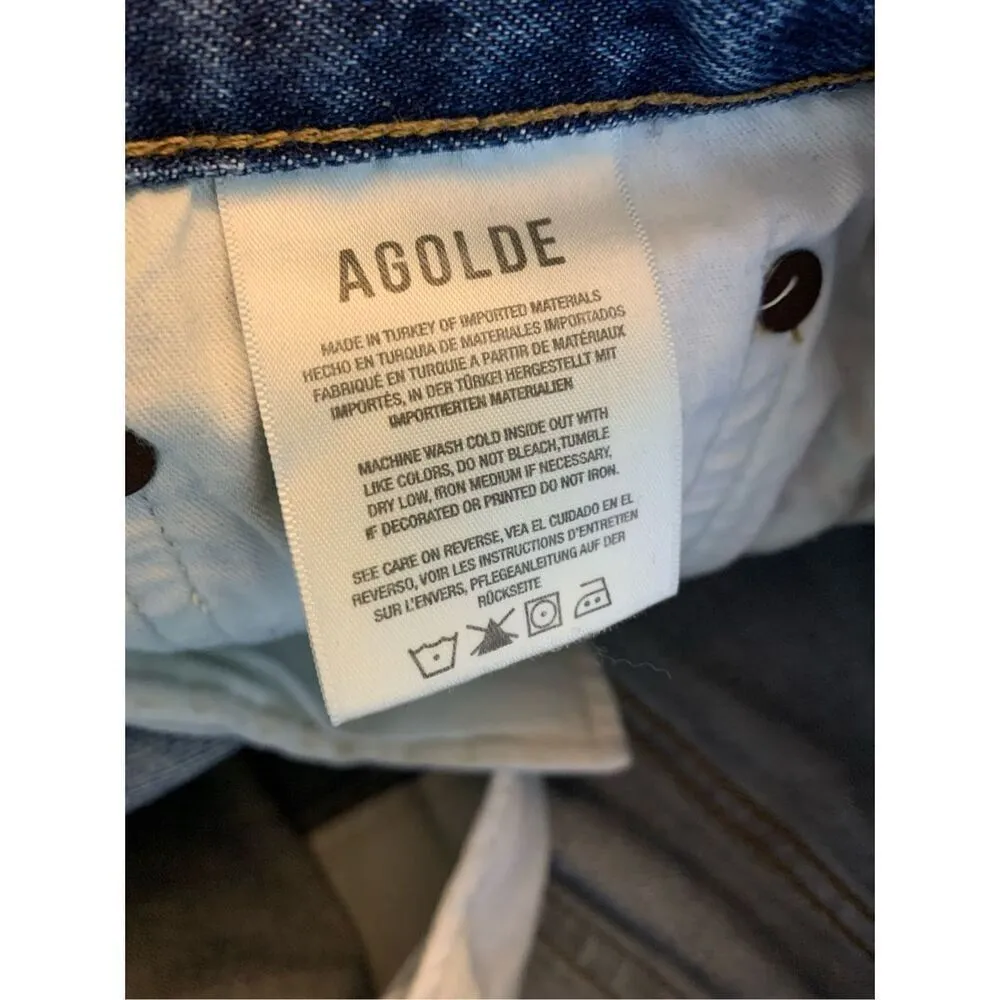 AGOLDE
MADE IN TURKEY OF IMPORTED MATERIALS
HECHO EN TURQUIA DE MATERIALES IMPORTADOS
FABRIQUÉ EN TURQUIE A PARTIR DE MATÉRIAUX
IMPORTÉS, IN DER TÜRKEI HERGESTELLT MIT
IMPORTIERTEN MATERIALIEN
MACHINE WASH COLD INSIDE OUT WITH
LIKE COLORS, DO NOT BLEACH,TUMBLE
DRY LOW, IRON MEDIUM IF NECESSARY,
IF DECORATED OR PRINTED DO NOT IRON.
SEE CARE ON REVERSE, VEA EL CUIDADO EN EL
REVERSO, VOIR LES INSTRUCTIONS D'ENTRETIEN
SUR L'ENVERS, PFLEGEANLEITUNG AUF DER
RÜCKSEITE